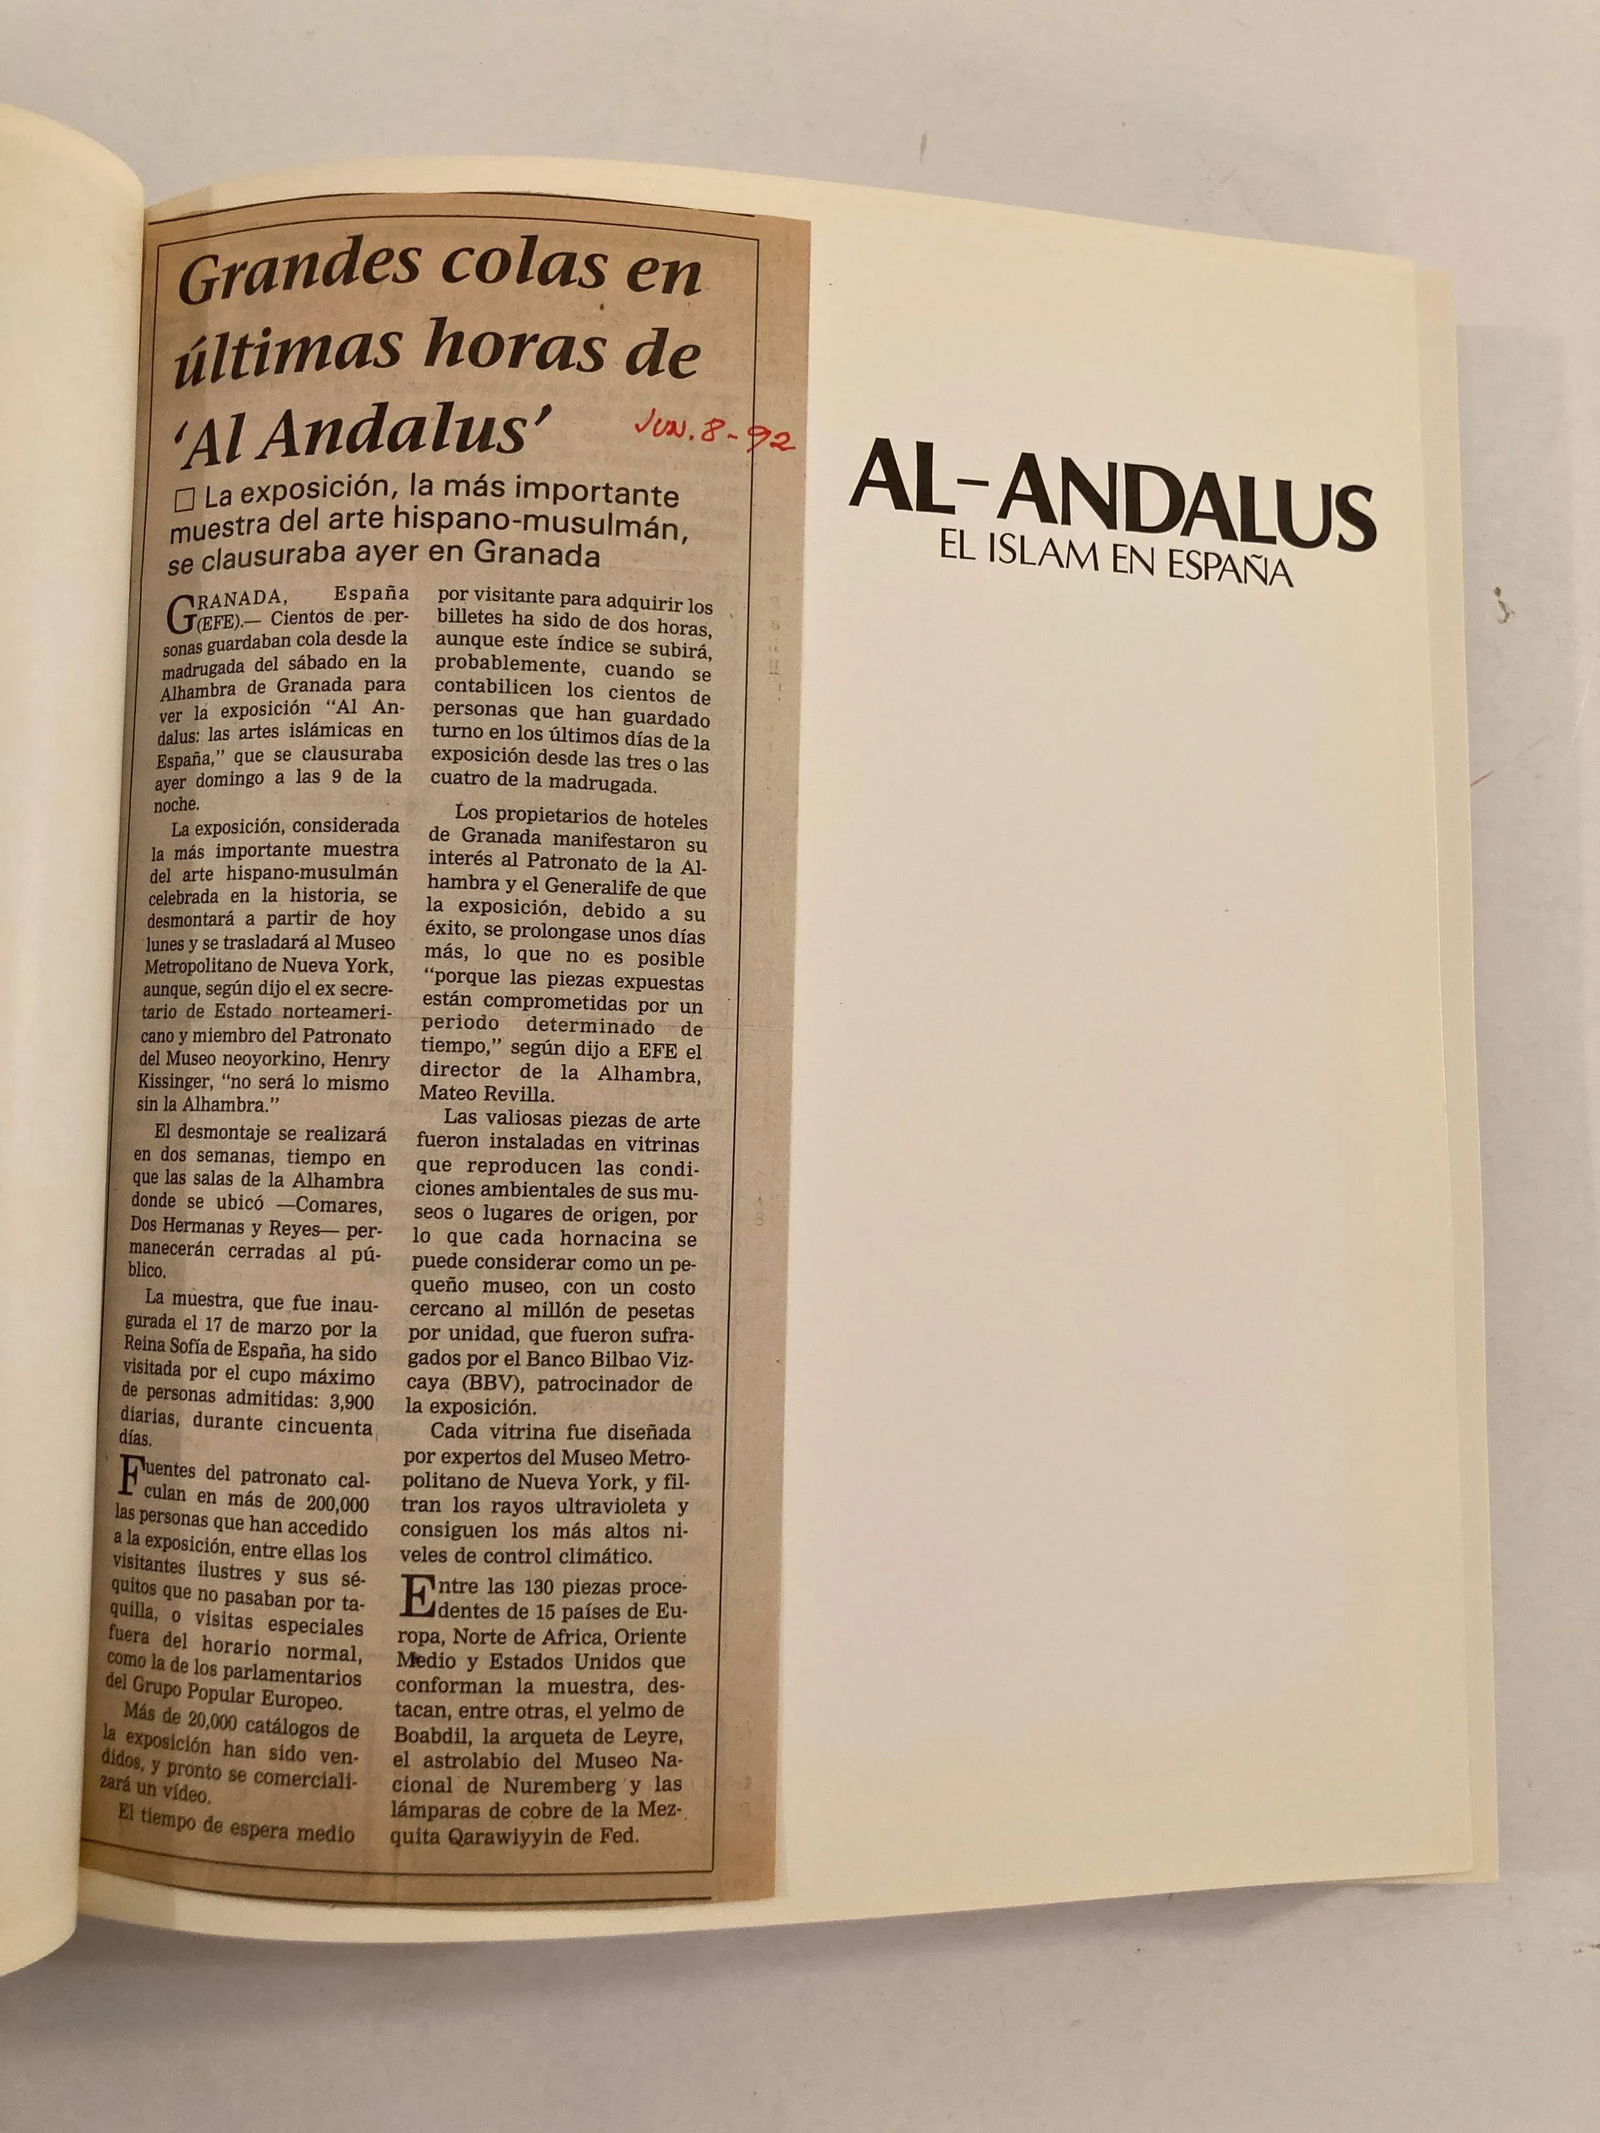 Grandes colas en
últimas horas de
‘Al Andalus’
JUN. 8-92
□ La exposición, la más importante
muestra del arte hispano-musulmán,
se clausuraba ayer en Granada
GRANADA, España
(EFE).— Cientos de per-
sonas guardaban cola desde la
madrugada del sábado en la
Alhambra de Granada para
ver la exposición “Al An-
dalus: las artes islámicas en
España,” que se clausuraba
ayer domingo a las 9 de la
noche.
La exposición, considerada
la más importante muestra
del arte hispano-musulmán
celebrada en la historia, se
desmontará a partir de hoy
lunes y se trasladará al Museo
Metropolitano de Nueva York,
aunque, según dijo el ex secre-
tario de Estado norteameri-
cano y miembro del Patronato
del Museo neoyorkino, Henry
Kissinger, “no será lo mismo
sin la Alhambra.”
El desmontaje se realizará
en dos semanas, tiempo en
que las salas de la Alhambra
donde se ubicó —Comares,
Dos Hermanas y Reyes— per-
manecerán cerradas al pú-
blico.
La muestra, que fue inau-
gurada el 17 de marzo por la
Reina Sofía de España, ha sido
visitada por el cupo máximo
de personas admitidas: 3,900
diarias, durante cincuenta
días.
Fuentes del patronato cal-
culan en más de 200,000
las personas que han accedido
a la exposición, entre ellas los
visitantes ilustres y sus sé-
quitos que no pasaban por ta-
quilla, o visitas especiales
fuera del horario normal,
como la de los parlamentarios
del Grupo Popular Europeo.
Más de 20,000 catálogos de
la exposición han sido ven-
didos, y pronto se comerciali-
zará un vídeo.
El tiempo de espera medio
por visitante para adquirir los
billetes ha sido de dos horas,
aunque este índice se subirá,
probablemente, cuando se
contabilicen los cientos de
personas que han guardado
turno en los últimos días de la
exposición desde las tres o las
cuatro de la madrugada.
Los propietarios de hoteles
de Granada manifestaron su
interés al Patronato de la Al-
hambra y el Generalife de que
la exposición, debido a su
éxito, se prolongase unos días
más, lo que no es posible
“porque las piezas expuestas
están comprometidas por un
periodo determinado de
tiempo,” según dijo a EFE el
director de la Alhambra,
Mateo Revilla.
Las valiosas piezas de arte
fueron instaladas en vitrinas
que reproducen las condi-
ciones ambientales de sus mu-
seos o lugares de origen, por
lo que cada hornacina se
puede considerar como un pe-
queño museo, con un costo
cercano al millón de pesetas
por unidad, que fueron sufra-
gados por el Banco Bilbao Viz-
caya (BBV), patrocinador de
la exposición.
Cada vitrina fue diseñada
por expertos del Museo Metro-
politano de Nueva York, y fil-
tran los rayos ultravioleta y
consiguen los más altos ni-
veles de control climático.
Entre las 130 piezas proce-
dentes de 15 países de Eu-
ropa, Norte de Africa, Oriente
Medio y Estados Unidos que
conforman la muestra, des-
tacan, entre otras, el yelmo de
Boabdil, la arqueta de Leyre,
el astrolabio del Museo Na-
cional de Nuremberg y las
lámparas de cobre de la Mez-
quita Qarawiyyin de Fed.
AL-ANDALUS
EL ISLAM EN ESPAÑA